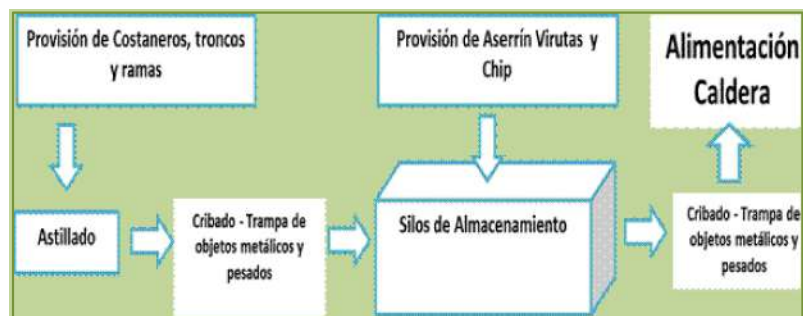 Provisión de Costaneros, troncos
y ramas
Provisión de Aserrín Virutas y
Chip
Alimentación
Caldera
Astillado
Cribado - Trampa de
objetos metálicos y
pesados
Silos de Almacenamiento
Cribado - Trampa de
objetos metálicos y
pesados